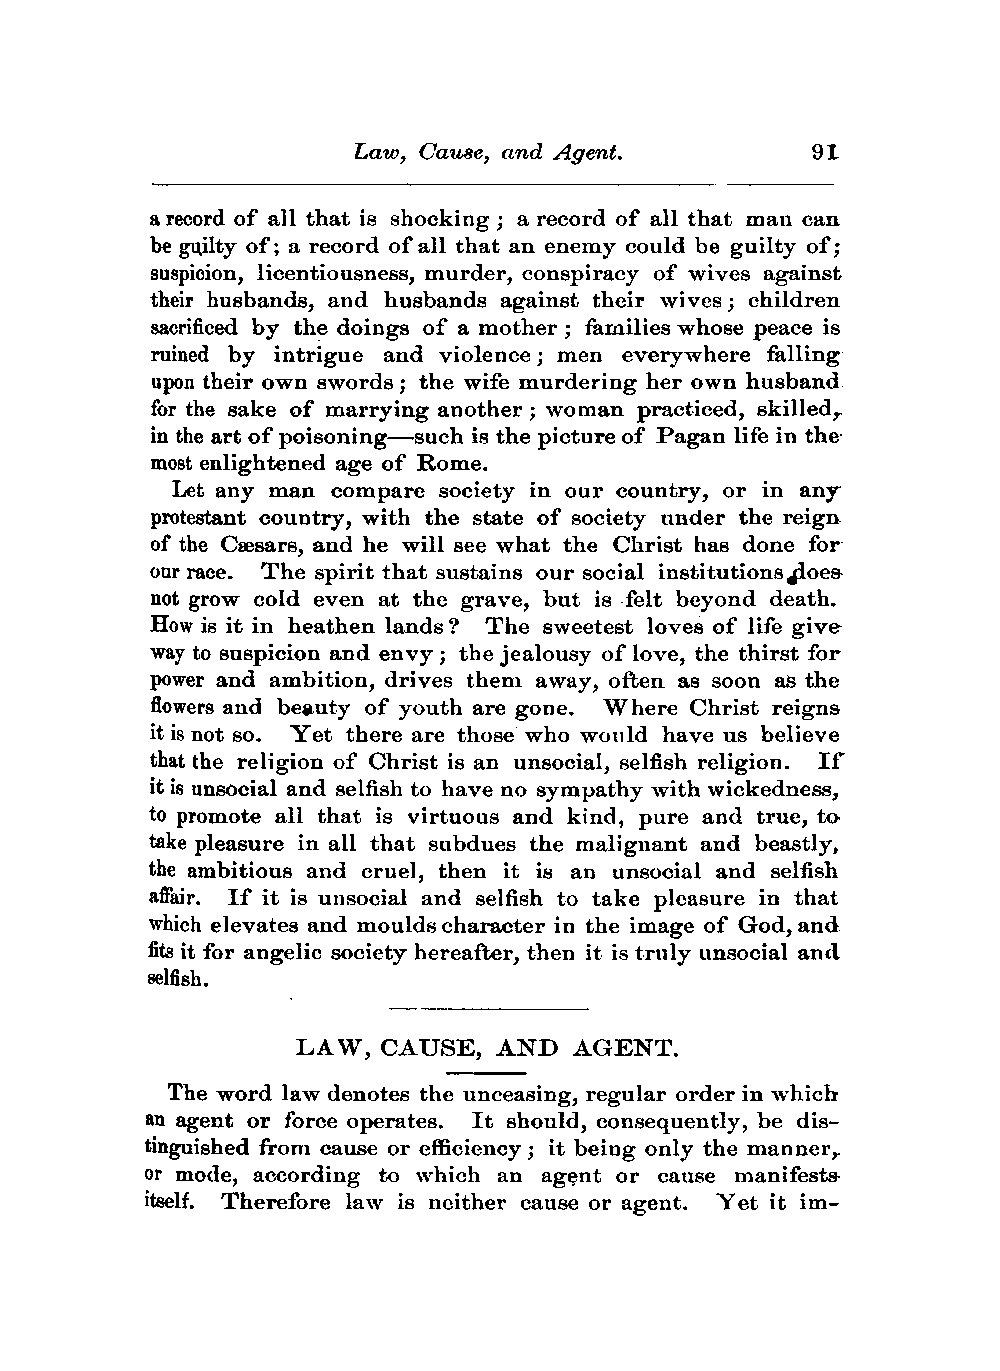 Law, Cause, and Agent. 91
a record of all that is shocking; a record of all that man can
be guilty of; a record of all that an enemy could be guilty of;
suspicion, licentiousness, murder, conspiracy of wives against
their husbands, and husbands against their wives; children
sacrificed by the doings of a mother; families whose peace is
ruined by intrigue and violence; men everywhere falling
upon their own swords; the wife murdering her own husband
for the sake of marrying another; woman practiced, skilled,
in the art of poisoning—such is the picture of Pagan life in the
most enlightened age of Rome.
Let any man compare society in our country, or in any
protestant country, with the state of society under the reign
of the Cæsars, and he will see what the Christ has done for
our race. The spirit that sustains our social institutions does
not grow cold even at the grave, but is felt beyond death.
How is it in heathen lands? The sweetest loves of life give
way to suspicion and envy; the jealousy of love, the thirst for
power and ambition, drives them away, often as soon as the
flowers and beauty of youth are gone. Where Christ reigns
it is not so. Yet there are those who would have us believe
that the religion of Christ is an unsocial, selfish religion. If
it is unsocial and selfish to have no sympathy with wickedness,
to promote all that is virtuous and kind, pure and true, to
take pleasure in all that subdues the malignant and beastly,
the ambitious and cruel, then it is an unsocial and selfish
affair. If it is unsocial and selfish to take pleasure in that
which elevates and moulds character in the image of God, and
fits it for angelic society hereafter, then it is truly unsocial and
selfish.
LAW, CAUSE, AND AGENT.
The word law denotes the unceasing, regular order in which
an agent or force operates. It should, consequently, be dis-
tinguished from cause or efficiency; it being only the manner,
or mode, according to which an agent or cause manifests
itself. Therefore law is neither cause or agent. Yet it im-